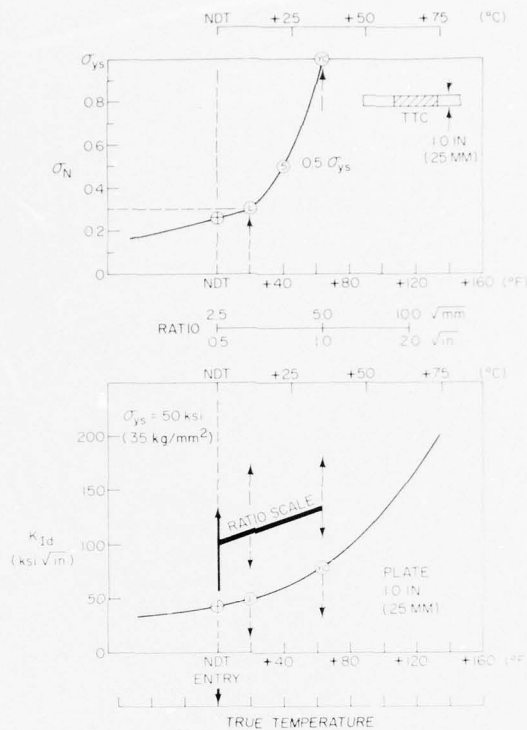 NDT +25 +50 +75 (°C)
σys
0.8
0.6
σN
0.4
0.2
0
YC
0.5 σys
L
TTC
1.0 IN
(25 MM)
NDT +40 +80 +120 +160 (°F)
2.5 5.0 10.0 √mm
RATIO
0.5 1.0 2.0 √in
NDT +25 +50 +75 (°C)
σys = 50 ksi
(35 kg/mm²)
200
150
RATIO SCALE
K1d
(ksi √in)
100
YC
PLATE
1.0 IN
(25 MM)
50
L
0
NDT +40 +80 +120 +160 (°F)
ENTRY
TRUE TEMPERATURE